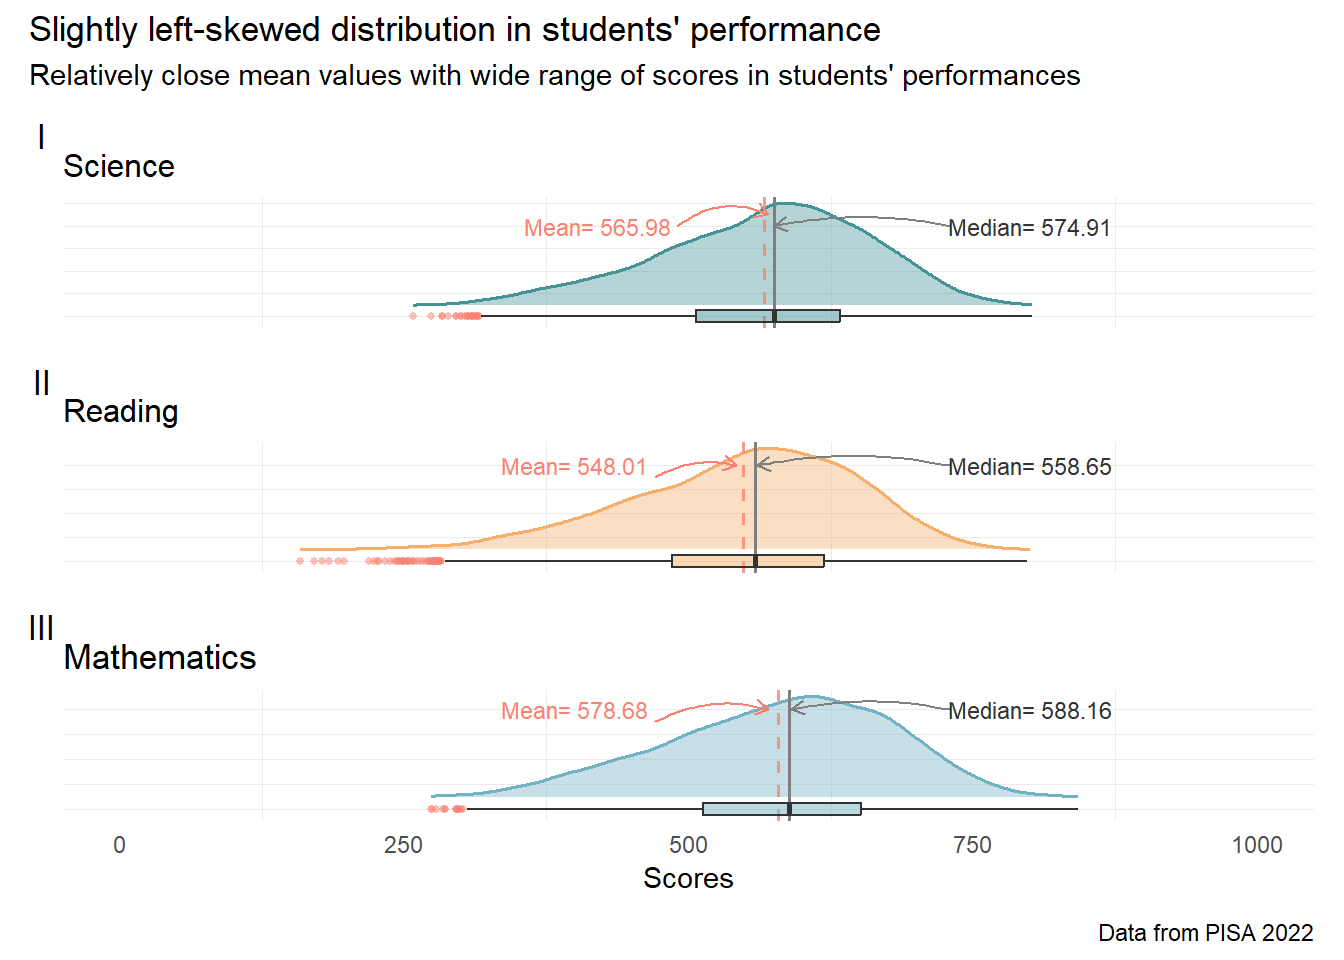 Slightly left-skewed distribution in students' performance
Relatively close mean values with wide range of scores in students' performances
I
Science
Mean= 565.98
Median= 574.91
II
Reading
Mean= 548.01
Median= 558.65
III
Mathematics
Mean= 578.68
Median= 588.16
0 250 500 750 1000
Scores
Data from PISA 2022